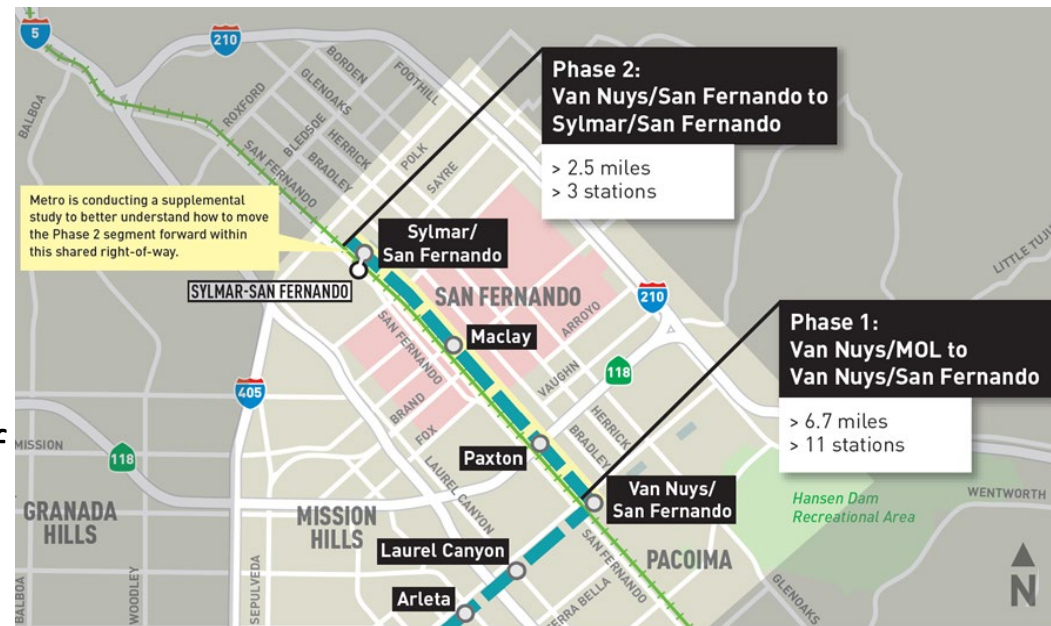 5
210
BALBOA
ROXFORD
BORDEN
GLENOAKS
FOOTHILL
BLEDSOE
HERRICK
BRADLEY
SAN FERNANDO
POLK
SAYRE
Phase 2:
Van Nuys/San Fernando to
Sylmar/San Fernando
> 2.5 miles
> 3 stations
Metro is conducting a supplemental
study to better understand how to move
the Phase 2 segment forward within
this shared right-of-way.
Sylmar/
San Fernando
SYLMAR-SAN FERNANDO
SAN FERNANDO
210
Maclay
ARROYO
SAN FERNANDO
VAUGHN
118
Phase 1:
Van Nuys/MOL to
Van Nuys/San Fernando
> 6.7 miles
> 11 stations
405
BRAND
FOX
HERRICK
BRADLEY
MISSION
118
Paxton
LAUREL CANYON
Van Nuys/
San Fernando
GRANADA
HILLS
MISSION
HILLS
Hansen Dam
Recreational Area
WENTWORTH
SAN FERNANDO
PACOIMA
Laurel Canyon
Arleta
GLENOAKS
BALBOA
WOODLEY
SEPULVEDA
BELLA
N